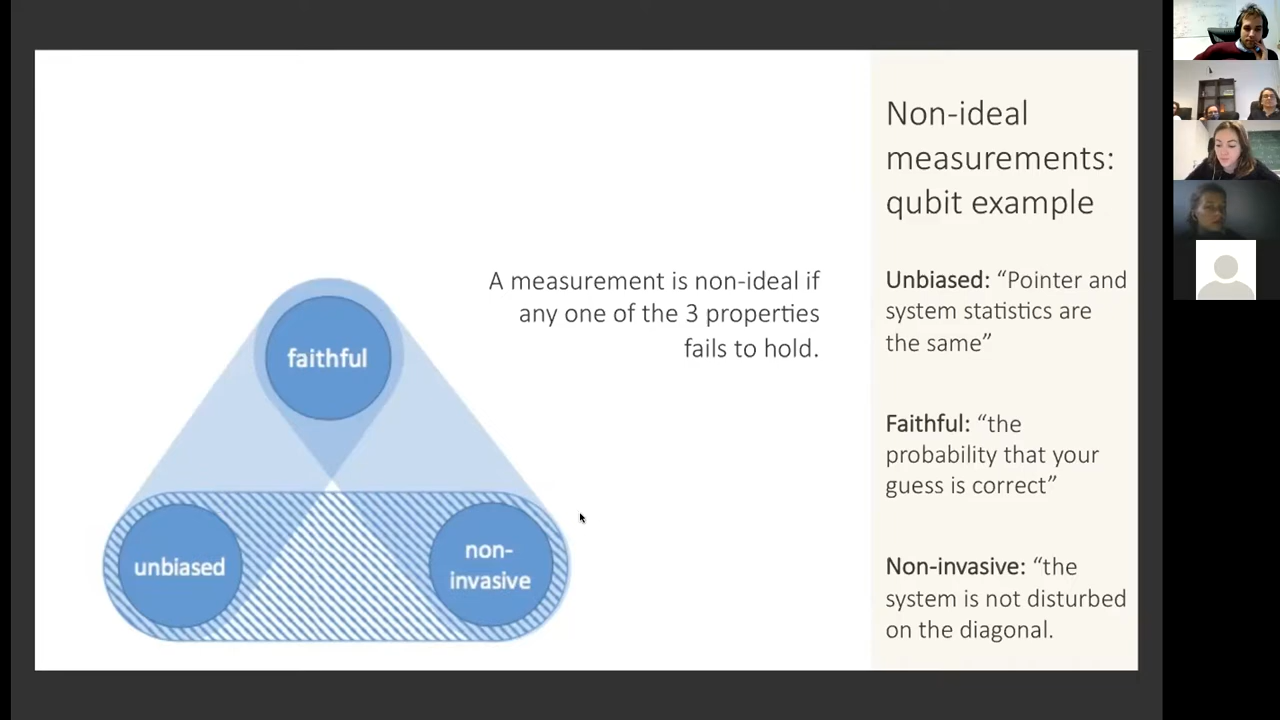 Non-ideal
measurements:
qubit example
A measurement is non-ideal if
any one of the 3 properties
fails to hold.
faithful
unbiased
non-
invasive
Unbiased: “Pointer and
system statistics are
the same”
Faithful: “the
probability that your
guess is correct”
Non-invasive: “the
system is not disturbed
on the diagonal.